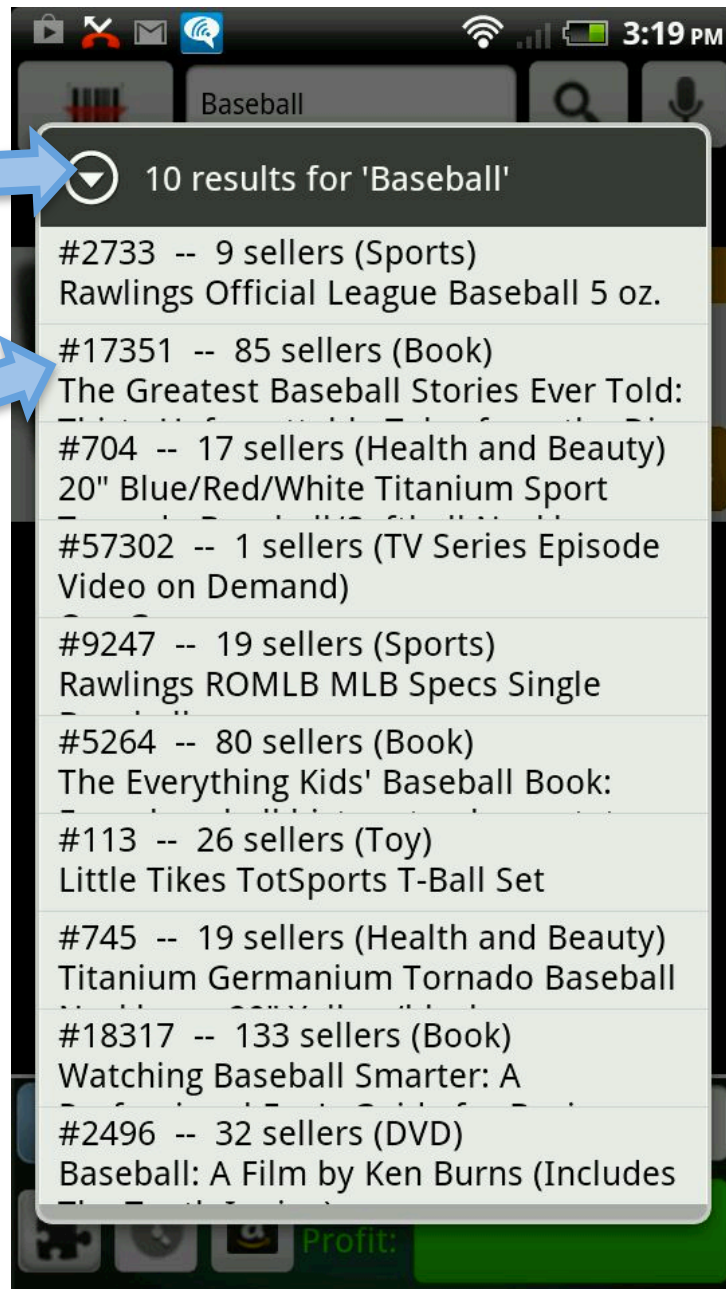 3:19 PM
Baseball
10 results for 'Baseball'
#2733 -- 9 sellers (Sports)
Rawlings Official League Baseball 5 oz.
#17351 -- 85 sellers (Book)
The Greatest Baseball Stories Ever Told:
#704 -- 17 sellers (Health and Beauty)
20" Blue/Red/White Titanium Sport
#57302 -- 1 sellers (TV Series Episode
Video on Demand)
#9247 -- 19 sellers (Sports)
Rawlings ROMLB MLB Specs Single
#5264 -- 80 sellers (Book)
The Everything Kids' Baseball Book:
#113 -- 26 sellers (Toy)
Little Tikes TotSports T-Ball Set
#745 -- 19 sellers (Health and Beauty)
Titanium Germanium Tornado Baseball
#18317 -- 133 sellers (Book)
Watching Baseball Smarter: A
#2496 -- 32 sellers (DVD)
Baseball: A Film by Ken Burns (Includes
Profit: